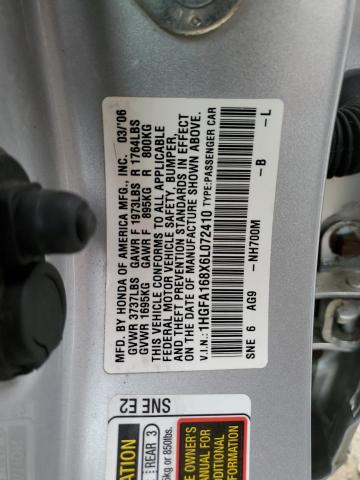 MFD. BY HONDA OF AMERICA MFG., INC. 03/'06
GVWR 3737LBS GAWR F 1973LBS R 1764LBS
GVWR 1695KG GAWR F 895KG R 800KG
THIS VEHICLE CONFORMS TO ALL APPLICABLE
FEDERAL MOTOR VEHICLE SAFETY, BUMPER,
AND THEFT PREVENTION STANDARDS IN EFFECT
ON THE DATE OF MANUFACTURE SHOWN ABOVE.
V.I.N.: 1HGFA168X6L072410 TYPE:PASSENGER CAR
SNE 6 AG9 -NH700M -B -L
SNE E2
REAR 3
kg or 850lbs.
E OWNER'S
MANUAL FOR